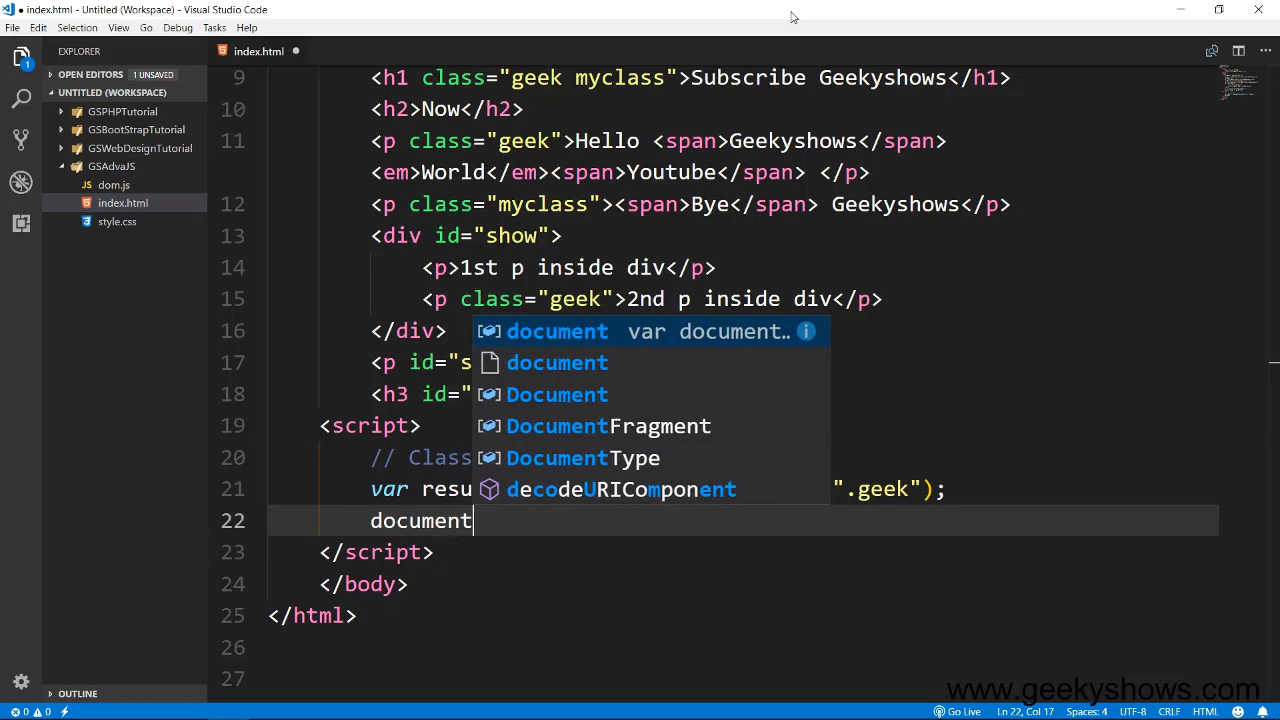 ● index.html - Untitled (Workspace) - Visual Studio Code
File Edit Selection View Go Debug Tasks Help
EXPLORER
index.html ●
OPEN EDITORS 1 UNSAVED
UNTITLED (WORKSPACE)
GSPHPTutorial
GSBootStrapTutorial
GSWebDesignTutorial
GSAdvaJS
JS dom.js
index.html
style.css
OUTLINE
1
9 <h1 class="geek myclass">Subscribe Geekyshows</h1>
10 <h2>Now</h2>
11 <p class="geek">Hello <span>Geekyshows</span>
<em>World</em><span>Youtube</span> </p>
12 <p class="myclass"><span>Bye</span> Geekyshows</p>
13 <div id="show">
14 <p>1st p inside div</p>
15 <p class="geek">2nd p inside div</p>
16 </div>
17 <p id="s
18 <h3 id="
19 <script>
20 // Class
21 var resu ".geek");
22 document
23 </script>
24 </body>
25 </html>
26
27
document var document..
document
Document
DocumentFragment
DocumentType
decodeURIComponent
www.geekyshows.com
0 0 Go Live Ln 22, Col 17 Spaces: 4 UTF-8 CRLF HTML